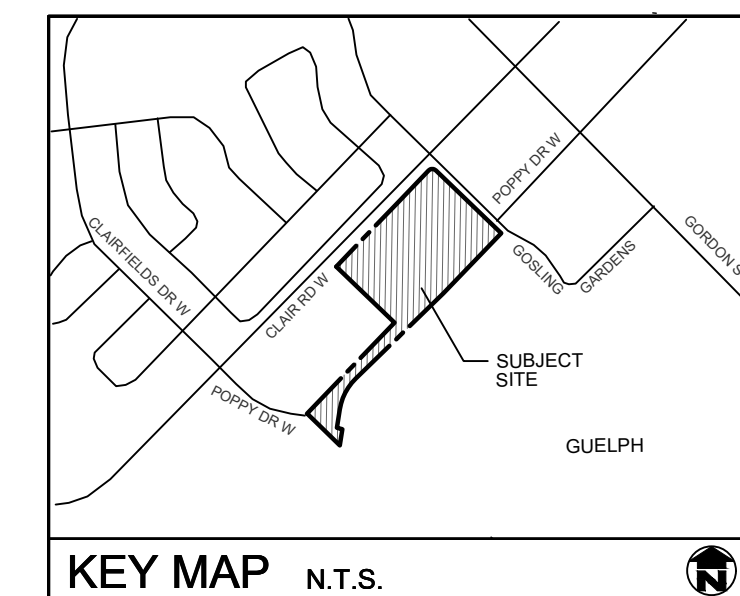 CLAIRFIELDS DR W
CLAIR RD W
POPPY DR W
POPPY DR W
GOSLING
GARDENS
GORDON S
SUBJECT
SITE
GUELPH
KEY MAP N.T.S.
N